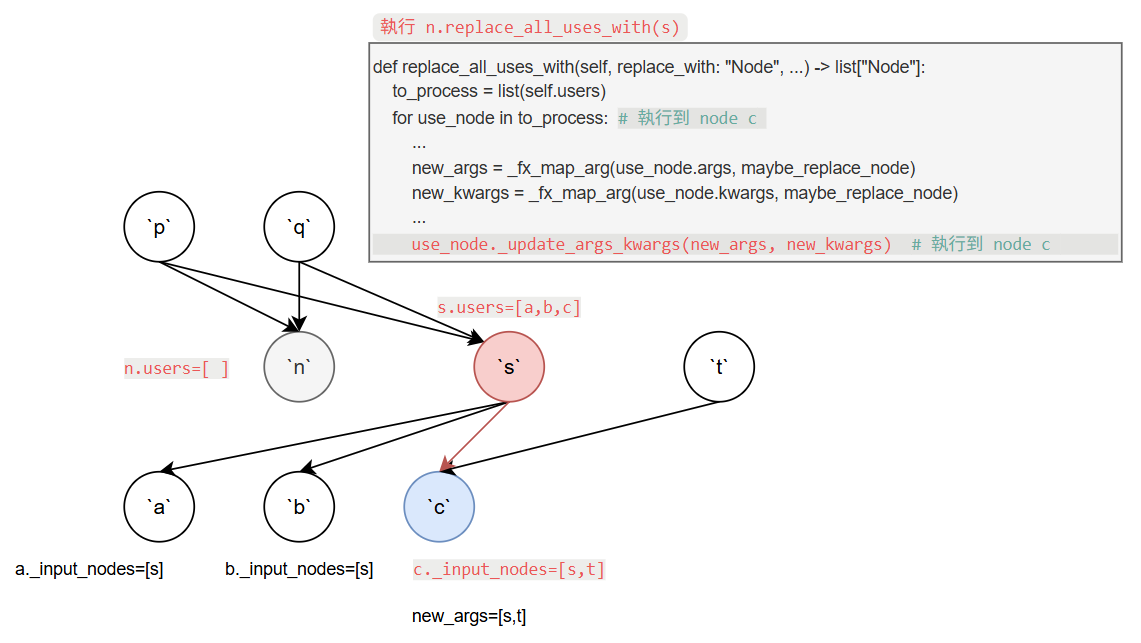 執行 n.replace_all_uses_with(s)
def replace_all_uses_with(self, replace_with: "Node", ...) -> list["Node"]:
    to_process = list(self.users)
    for use_node in to_process:  # 執行到 node c
        ...
        new_args = _fx_map_arg(use_node.args, maybe_replace_node)
        new_kwargs = _fx_map_arg(use_node.kwargs, maybe_replace_node)
        ...
        use_node._update_args_kwargs(new_args, new_kwargs)  # 執行到 node c
`p`
`q`
s.users=[a,b,c]
n.users=[ ]
`n`
`s`
`t`
`a`
`b`
`c`
a._input_nodes=[s]
b._input_nodes=[s]
c._input_nodes=[s,t]
new_args=[s,t]